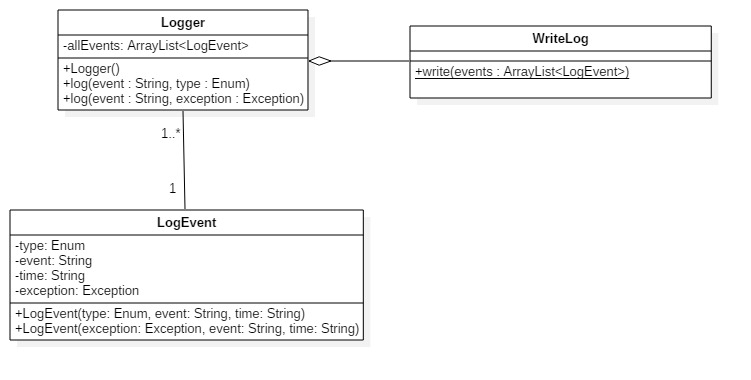 Logger
-allEvents: ArrayList<LogEvent>
+Logger()
+log(event : String, type : Enum)
+log(event : String, exception : Exception)
WriteLog
+write(events : ArrayList<LogEvent>)
1..*
1
LogEvent
-type: Enum
-event: String
-time: String
-exception: Exception
+LogEvent(type: Enum, event: String, time: String)
+LogEvent(exception: Exception, event: String, time: String)